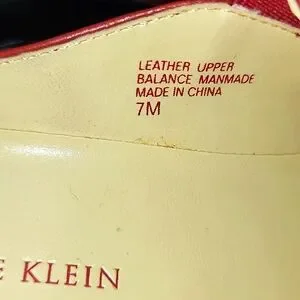 LEATHER UPPER
BALANCE MANMADE
MADE IN CHINA
7M
E KLEIN